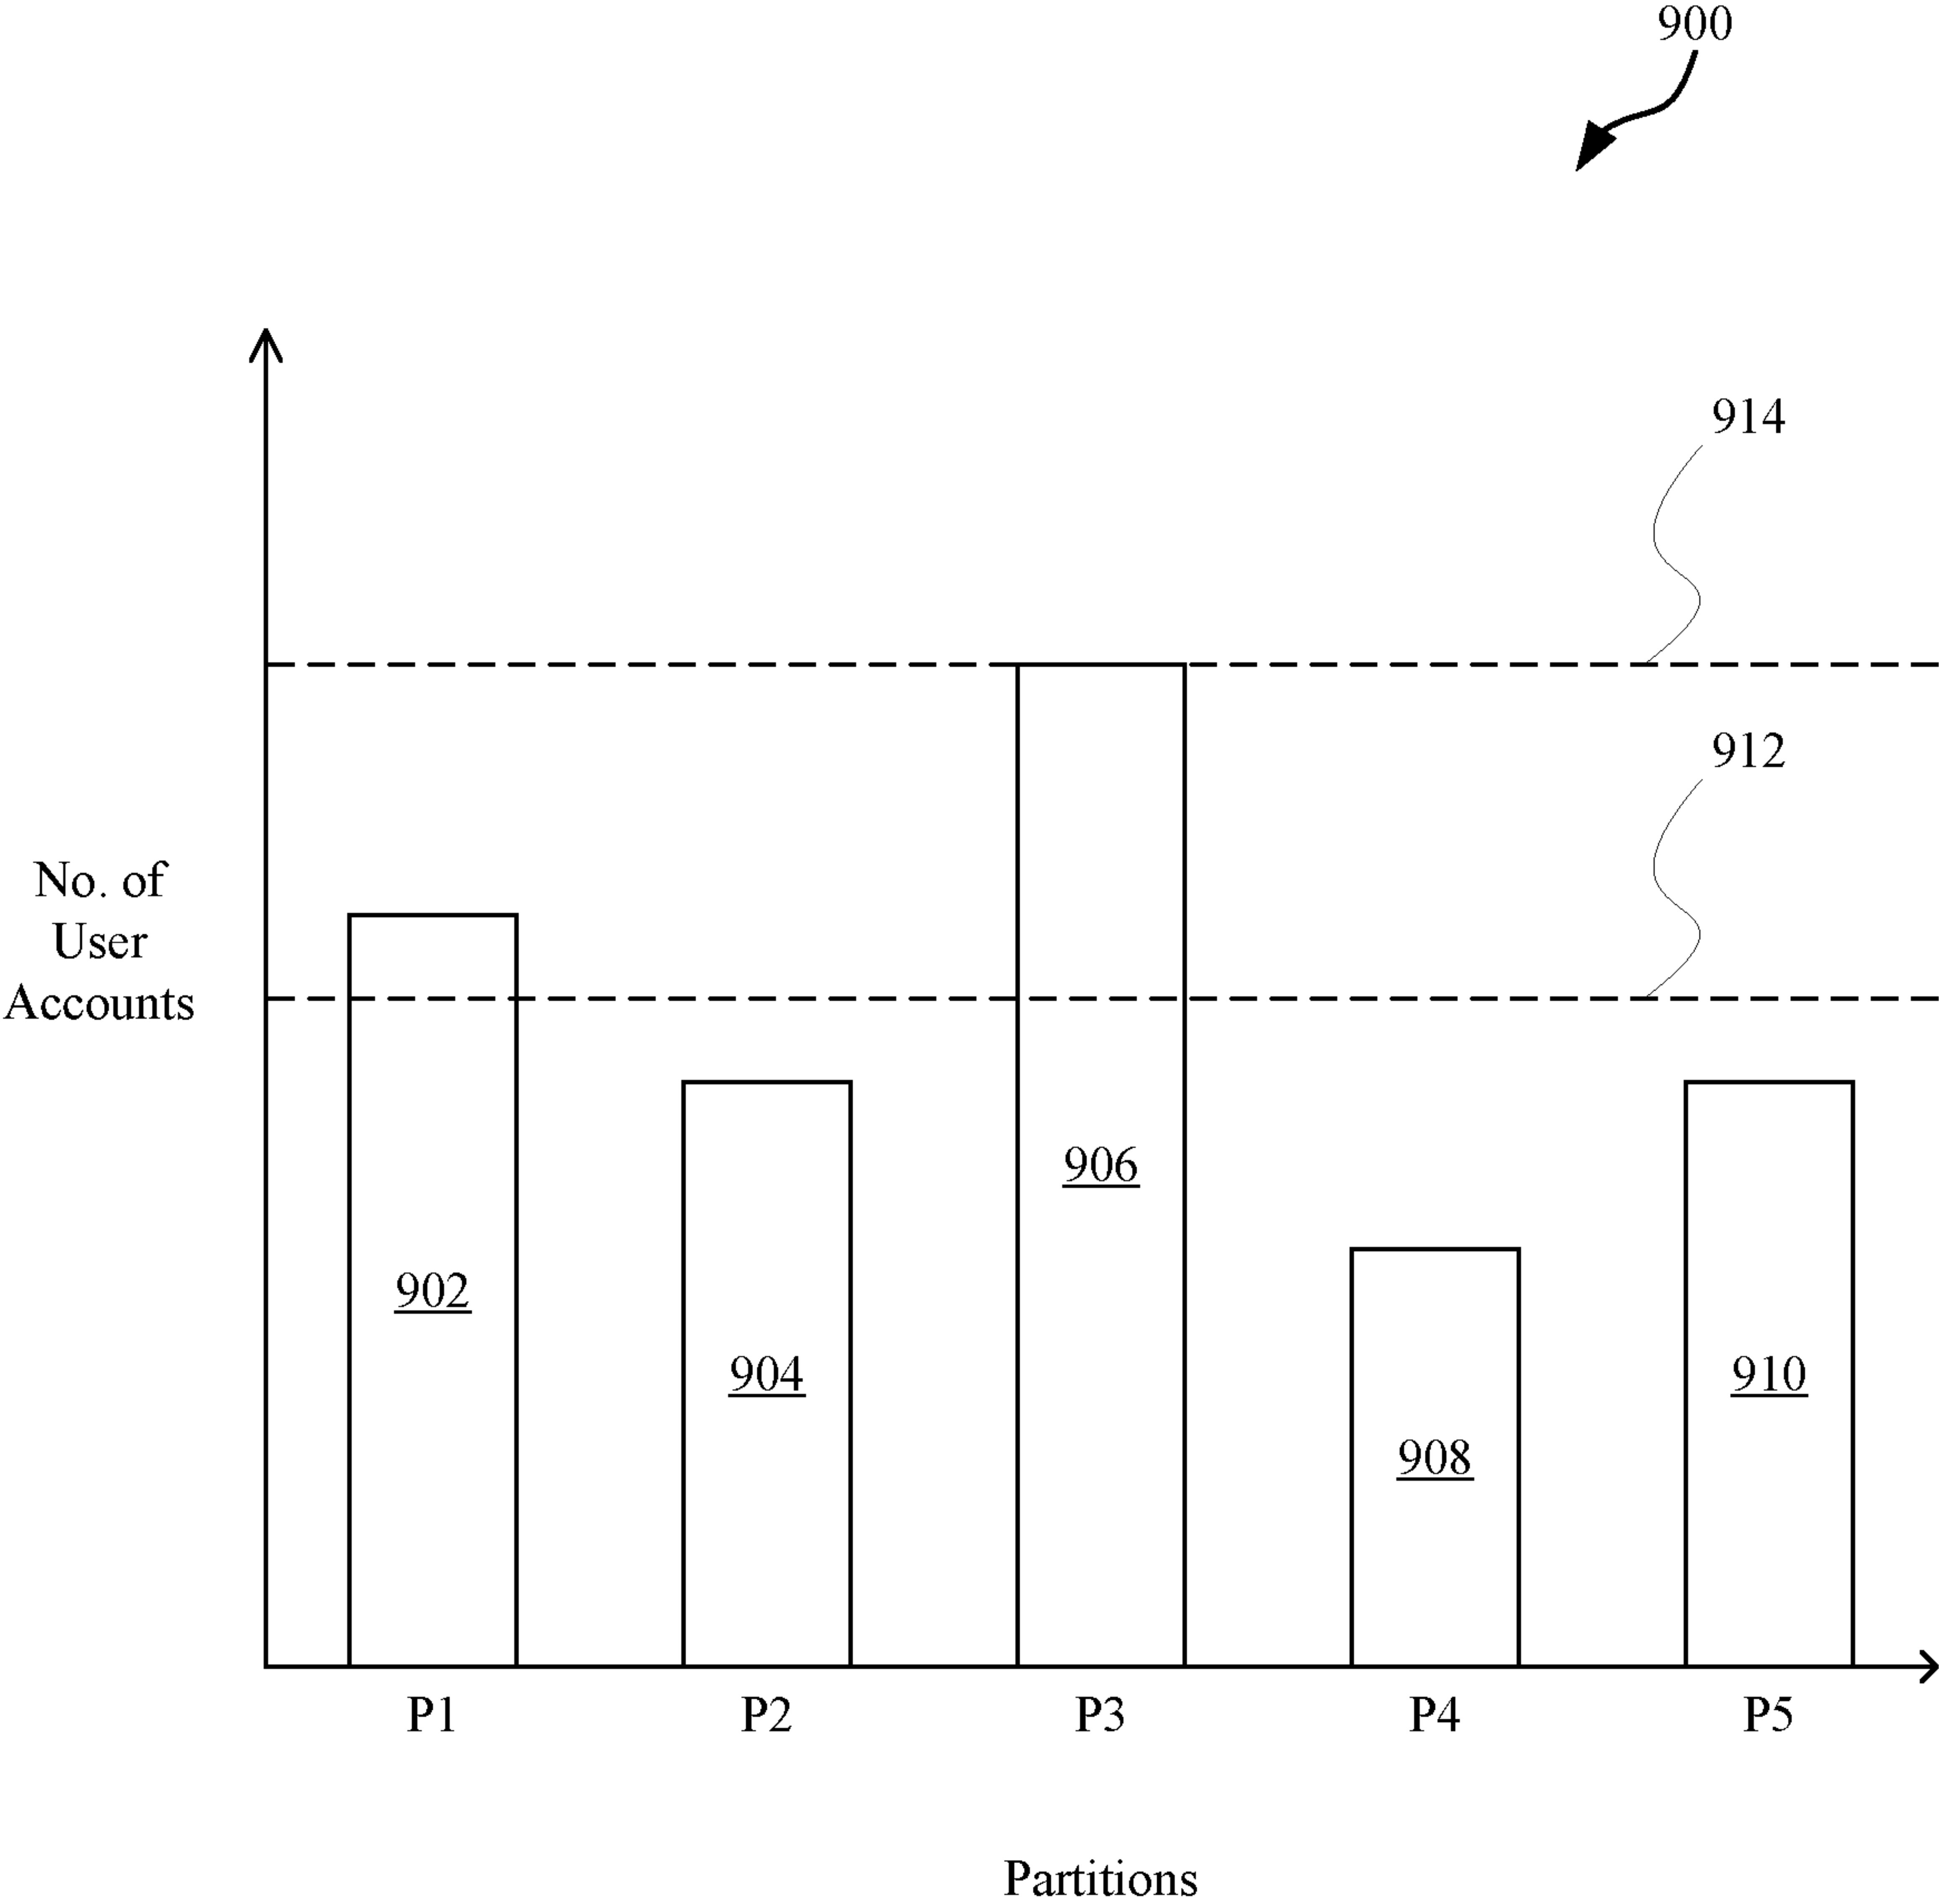 900
914
912
No. of
User
Accounts
906
902
904
910
908
P1 P2 P3 P4 P5
Partitions